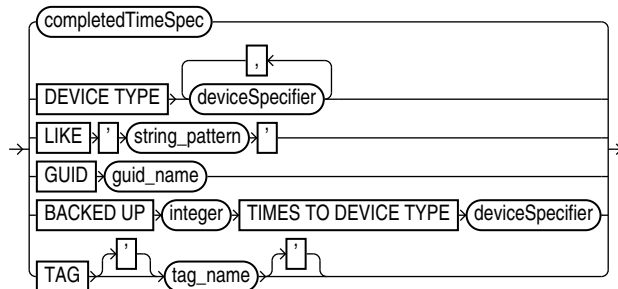 completedTimeSpec
,
DEVICE TYPE deviceSpecifier
LIKE ' string_pattern '
GUID guid_name
BACKED UP integer TIMES TO DEVICE TYPE deviceSpecifier
' '
TAG tag_name